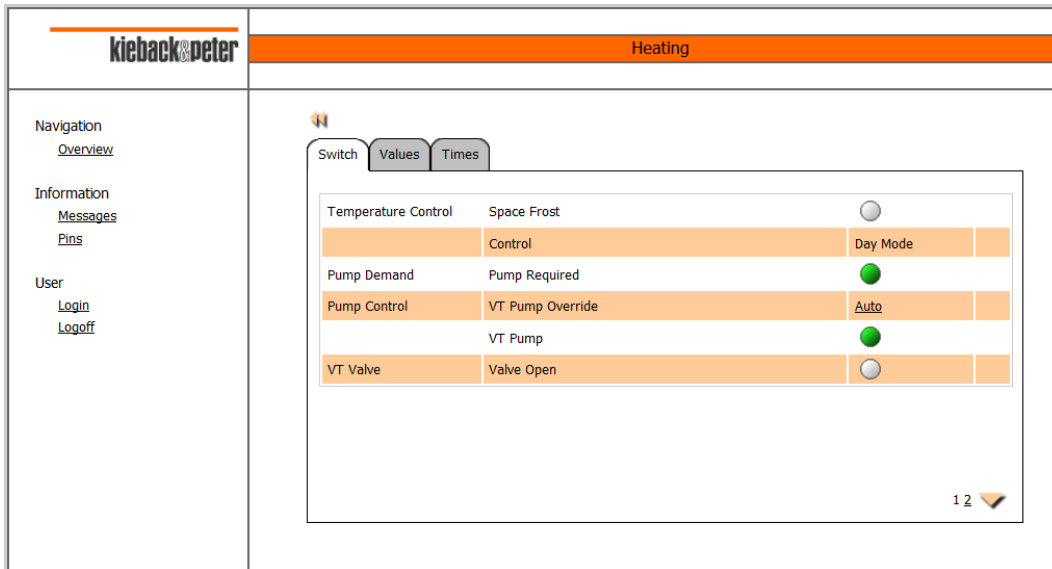 kieback&peter
Heating
Navigation
Overview
Information
Messages
Pins
User
Login
Logoff
Switch Values Times
Temperature Control Space Frost
Control Day Mode
Pump Demand Pump Required
Pump Control VT Pump Override Auto
VT Pump
VT Valve Valve Open
1 2